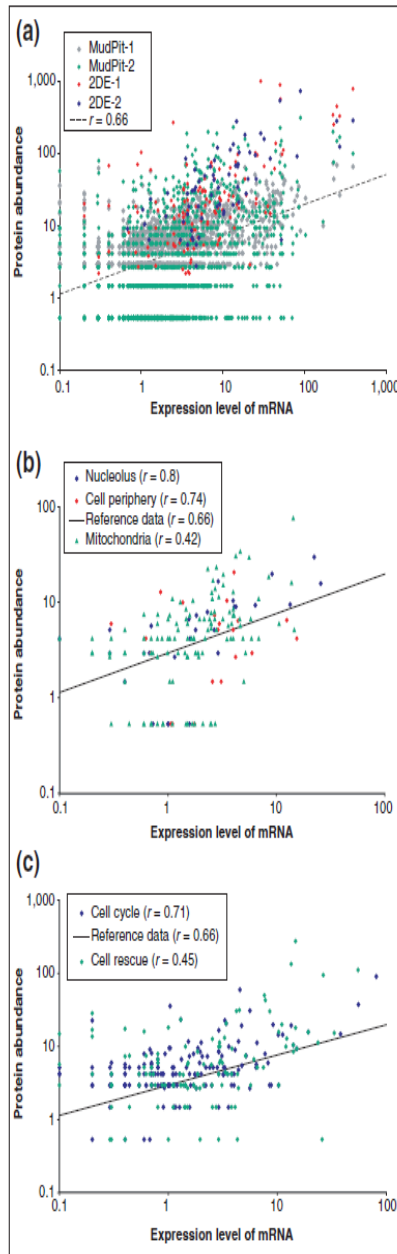 (a)
MudPit-1
MudPit-2
2DE-1
2DE-2
r = 0.66
1,000
100
10
1
0.1
Protein abundance
0.1 1 10 100 1,000
Expression level of mRNA
(b)
Nucleolus (r = 0.8)
Cell periphery (r = 0.74)
Reference data (r = 0.66)
Mitochondria (r = 0.42)
100
10
1
0.1
Protein abundance
0.1 1 10 100
Expression level of mRNA
(c)
Cell cycle (r = 0.71)
Reference data (r = 0.66)
Cell rescue (r = 0.45)
1,000
100
10
1
0.1
Protein abundance
0.1 1 10 100
Expression level of mRNA